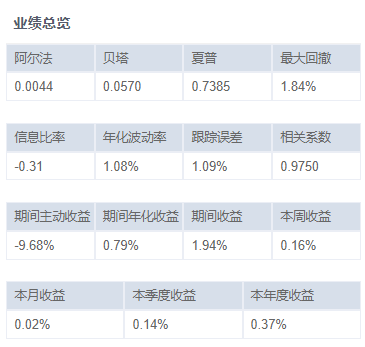 业绩总览
阿尔法 贝塔 夏普 最大回撤
0.0044 0.0570 0.7385 1.84%
信息比率 年化波动率 跟踪误差 相关系数
-0.31 1.08% 1.09% 0.9750
期间主动收益 期间年化收益 期间收益 本周收益
-9.68% 0.79% 1.94% 0.16%
本月收益 本季度收益 本年度收益
0.02% 0.14% 0.37%